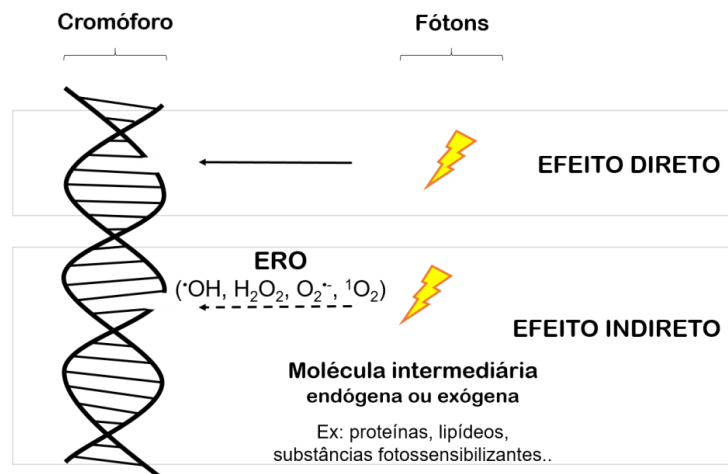 Cromóforo
Fótons
EFEITO DIRETO
ERO
(•OH, H₂O₂, O₂•-, ¹O₂)
EFEITO INDIRETO
Molécula intermediária
endógena ou exógena
Ex: proteínas, lipídeos,
substâncias fotossensibilizantes..